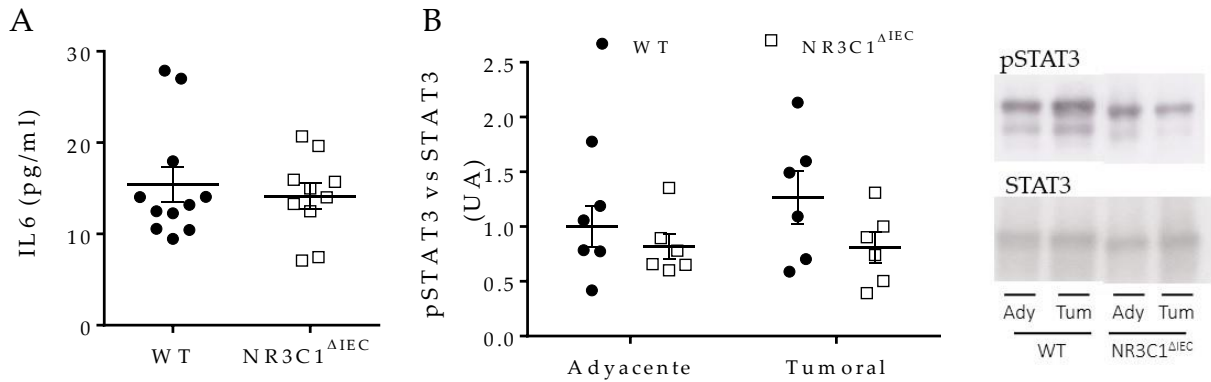 A
IL6 (pg/ml)
30
20
10
0
WT
NR3C1ΔIEC
B
WT
NR3C1ΔIEC
pSTAT3 vs STAT3
(UA)
2.5
2.0
1.5
1.0
0.5
0.0
Adyacente
Tumoral
pSTAT3
STAT3
Ady Tum Ady Tum
WT NR3C1ΔIEC